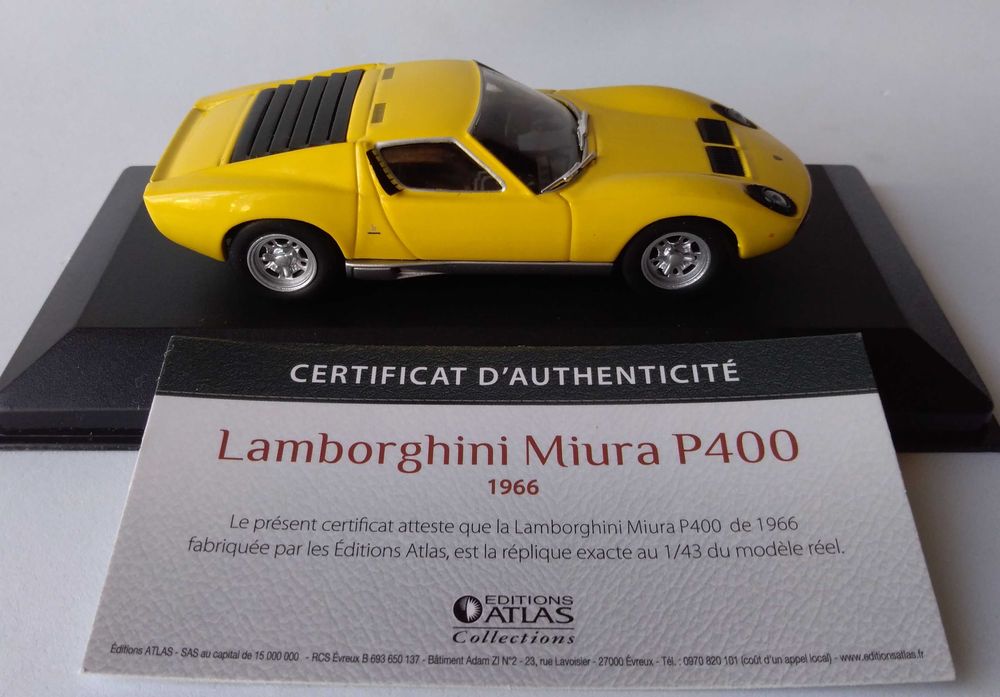 CERTIFICAT D'AUTHENTICITÉ
Lamborghini Miura P400
1966
Le présent certificat atteste que la Lamborghini Miura P400 de 1966
fabriquée par les Éditions Atlas, est la réplique exacte au 1/43 du modèle réel.
EDITIONS
ATLAS
Collections
Éditions ATLAS - SAS au capital de 15 000 000 - RCS Évreux B 693 650 137 - Bâtiment Adam ZI N°2 - 23, rue Lavoisier - 27000 Évreux - Tél. : 0970 820 101 (coût d'un appel local) - www.editionsatlas.fr